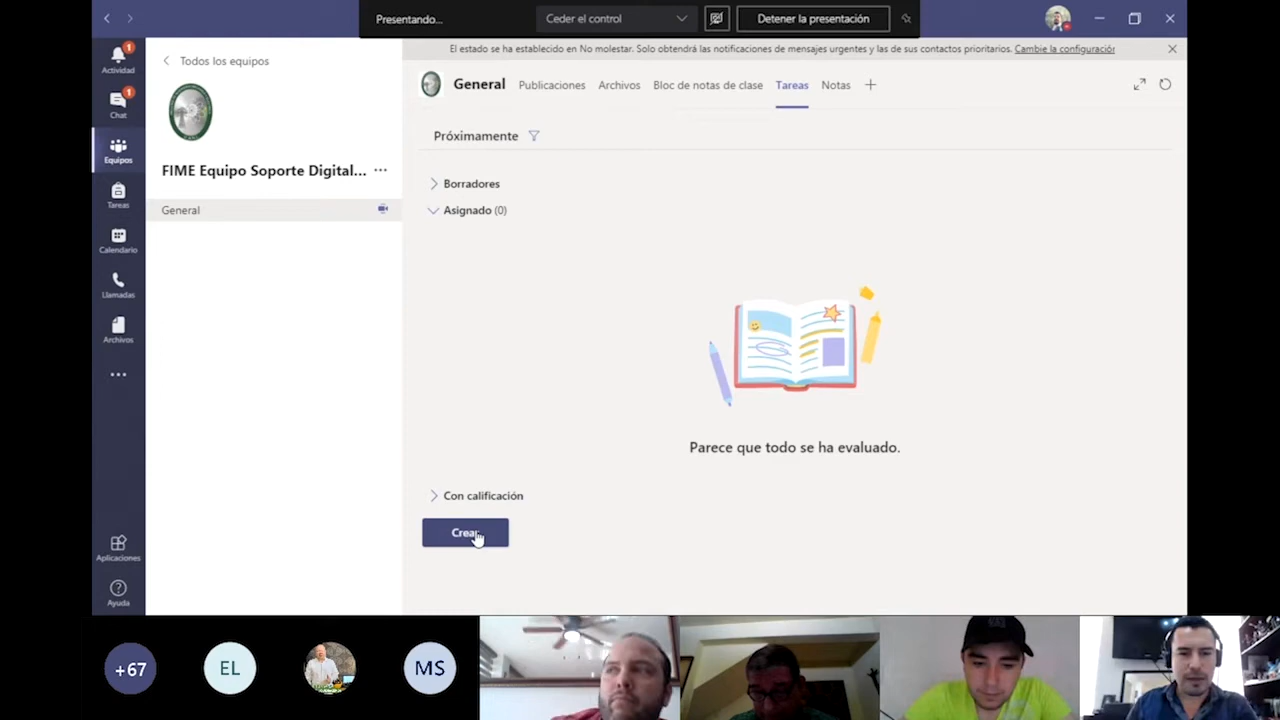 Presentando...
Ceder el control
Detener la presentación
El estado se ha establecido en No molestar. Solo obtendrá las notificaciones de mensajes urgentes y las de sus contactos prioritarios. Cambie la configuración
1
Actividad
1
Chat
Equipos
Tareas
Calendario
Llamadas
Archivos
Aplicaciones
Ayuda
Todos los equipos
FIME Equipo Soporte Digital...
General
General
Publicaciones
Archivos
Bloc de notas de clase
Tareas
Notas
Próximamente
Borradores
Asignado (0)
Parece que todo se ha evaluado.
Con calificación
Crear
+67
EL
MS